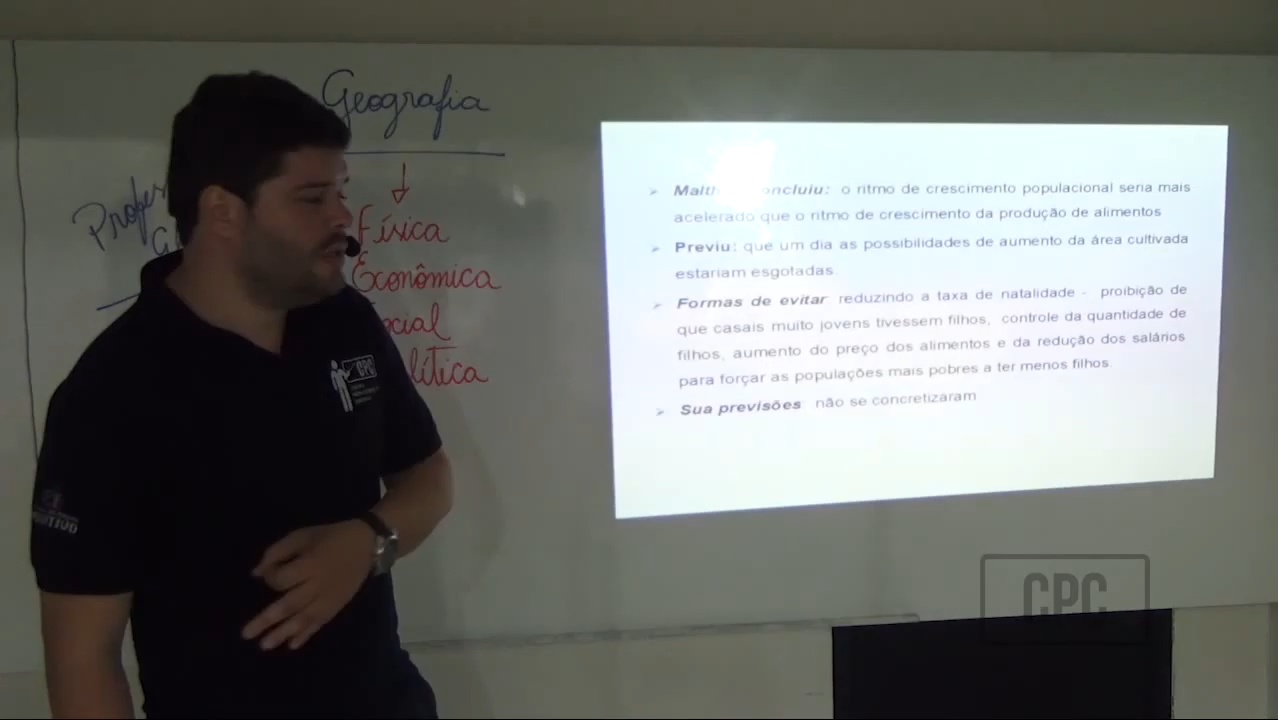 Geografia
Física
Econômica
lítica
CPC
Malth oncluiu: o ritmo de crescimento populacional seria mais
acelerado que o ritmo de crescimento da produção de alimentos
Previu: que um dia as possibilidades de aumento da área cultivada
estariam esgotadas.
Formas de evitar: reduzindo a taxa de natalidade - proibição de
que casais muito jovens tivessem filhos, controle da quantidade de
filhos, aumento do preço dos alimentos e da redução dos salários
para forçar as populações mais pobres a ter menos filhos.
Sua previsões: não se concretizaram
CPC